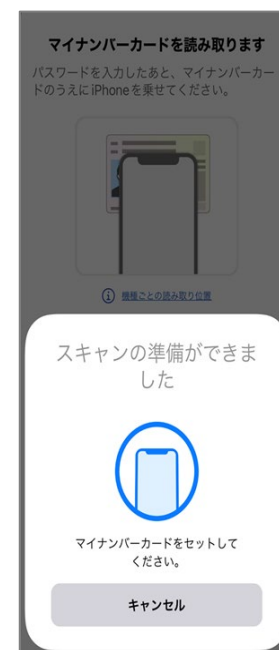 マイナンバーカードを読み取ります
パスワードを入力したあと、マイナンバーカー
ドのうえにiPhoneを乗せてください。
機種ごとの読み取り位置
スキャンの準備ができま
した
マイナンバーカードをセットして
ください。
キャンセル